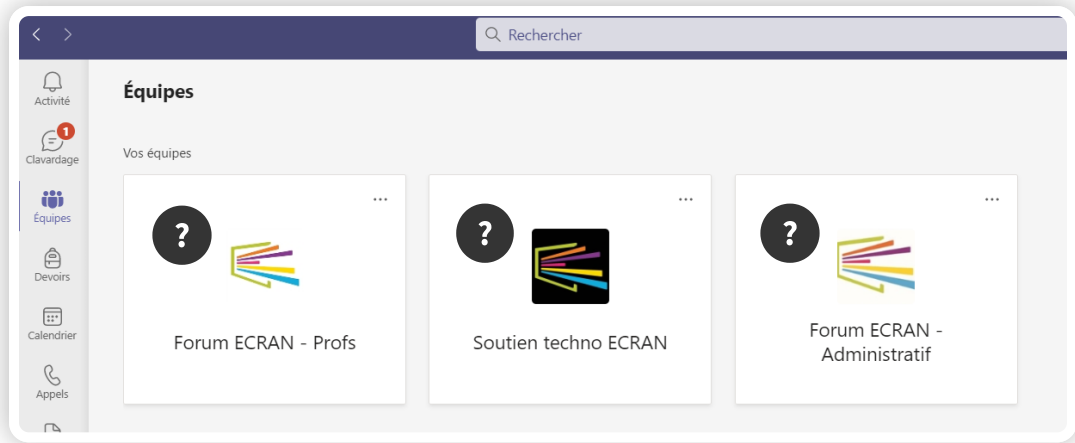 Rechercher
Activité
1
Clavardage
Équipes
Devoirs
Calendrier
Appels
Équipes
Vos équipes
...
?
Forum ECRAN - Profs
...
?
Soutien techno ECRAN
...
?
Forum ECRAN -
Administratif